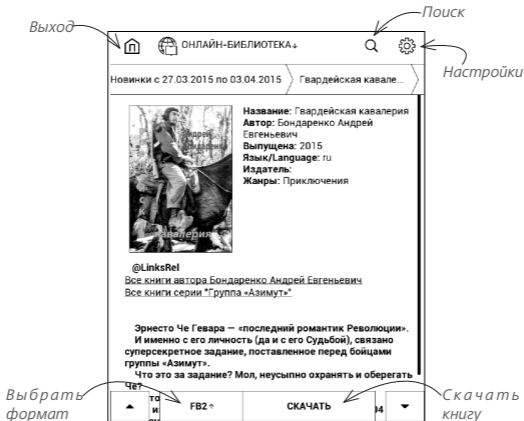 Поиск
Выход
ОНЛАЙН-БИБЛИОТЕКА↓
Настройки
Новинки с 27.03.2015 по 03.04.2015
Гвардейская кавале...
Название: Гвардейская кавалерия
Автор: Бондаренко Андрей
Евгеньевич
Выпущена: 2015
Язык/Language: ru
Издатель:
Жанры: Приключения
Андрей
Бондаренко
кавалерия
@LinksRel
Все книги автора Бондаренко Андрей Евгеньевич
Все книги серии "Группа «Азимут»"
Эрнесто Че Гевара — «последний романтик Революции».
И именно с его личность (да и с его Судьбой), связано
суперсекретное задание, поставленное перед бойцами
группы «Азимут».
Что это за задание? Мол, неусыпно охранять и оберегать
Че?
Выбрать
формат
FB2↑
СКАЧАТЬ
Скачать
книгу